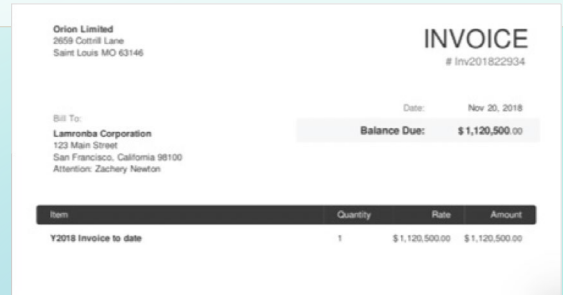 Orion Limited
2659 Cottrill Lane
Saint Louis MO 63146
INVOICE
# Inv201822934
Date: Nov 20, 2018
Balance Due: $1,120,500.00
Bill To:
Lamronba Corporation
123 Main Street
San Francisco, California 98100
Attention: Zachery Newton
Item Quantity Rate Amount
Y2018 Invoice to date 1 $1,120,500.00 $1,120,500.00